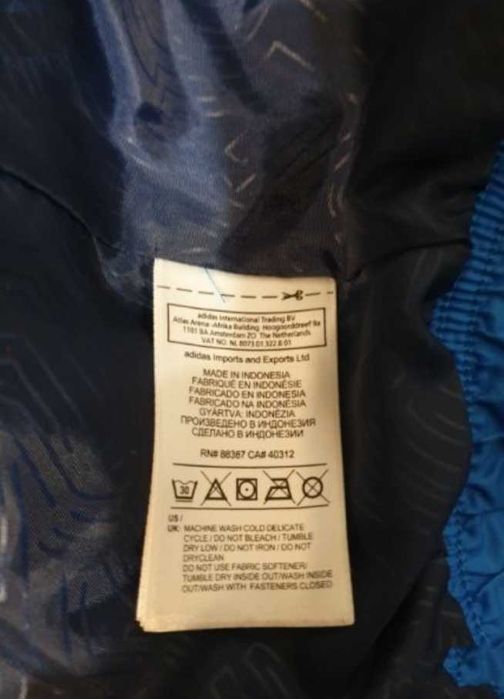 adidas International Trading BV
Atlas Arena -Afrika Building Hoogoorddreef 9a
1101 BA Amsterdam ZO The Netherlands
VAT NO. NL 8073.01.322.B.01
adidas Imports and Exports Ltd
MADE IN INDONESIA
FABRIQUÉ EN INDONÉSIE
FABRICADO EN INDONESIA
FABRICADO NA INDONÉSIA
GYÁRTVA: INDONÉZIA
ПРОИЗВЕДЕНО В ИНДОНЕЗИЯ
СДЕЛАНО В ИНДОНЕЗИИ
RN# 88387 CA# 40312
30
US /
UK: MACHINE WASH COLD DELICATE
CYCLE / DO NOT BLEACH / TUMBLE
DRY LOW / DO NOT IRON / DO NOT
DRYCLEAN
DO NOT USE FABRIC SOFTENER/
TUMBLE DRY INSIDE OUT/WASH INSIDE
OUT/WASH WITH FASTENERS CLOSED